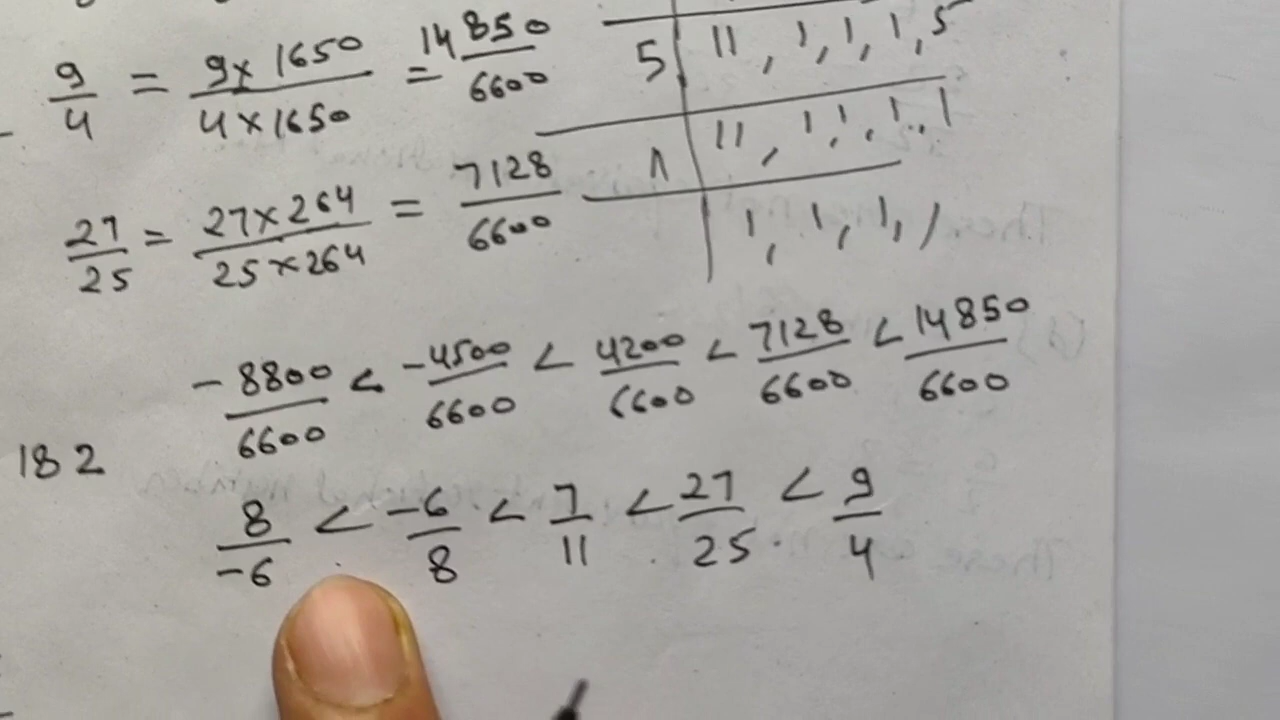 9/4 = 9×1650/4×1650 = 14850/6600
27/25 = 27×264/25×264 = 7128/6600
5 | 11, 1, 1, 1, 5
11 | 11, 1, 1, 1, 1
1, 1, 1, 1
-8800/6600 < -4500/6600 < 4200/6600 < 7128/6600 < 14850/6600
182
8/-6 < -6/8 < 7/11 < 27/25 < 9/4